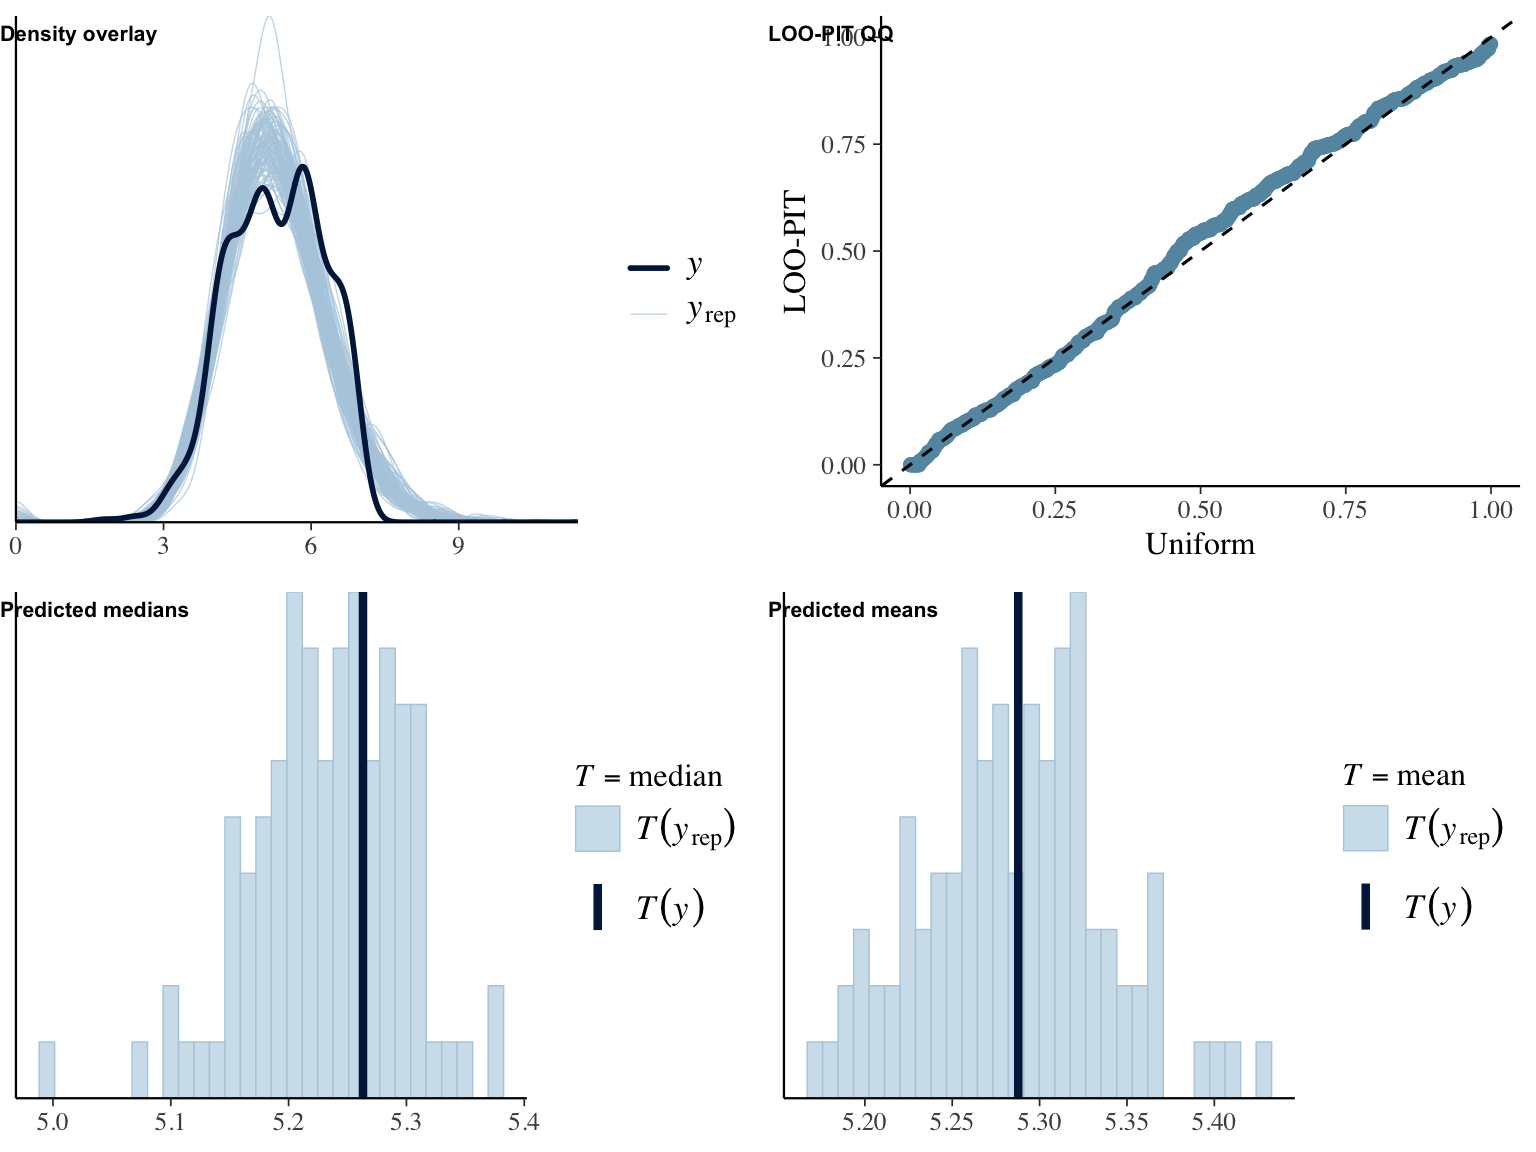 Density overlay
y
y rep
0 3 6 9
LOO-PIT QQ
1.00
0.75
0.50
0.25
0.00
LOO-PIT
0.00 0.25 0.50 0.75 1.00
Uniform
Predicted medians
T = median
T(y rep)
T(y)
5.0 5.1 5.2 5.3 5.4
Predicted means
T = mean
T(y rep)
T(y)
5.20 5.25 5.30 5.35 5.40